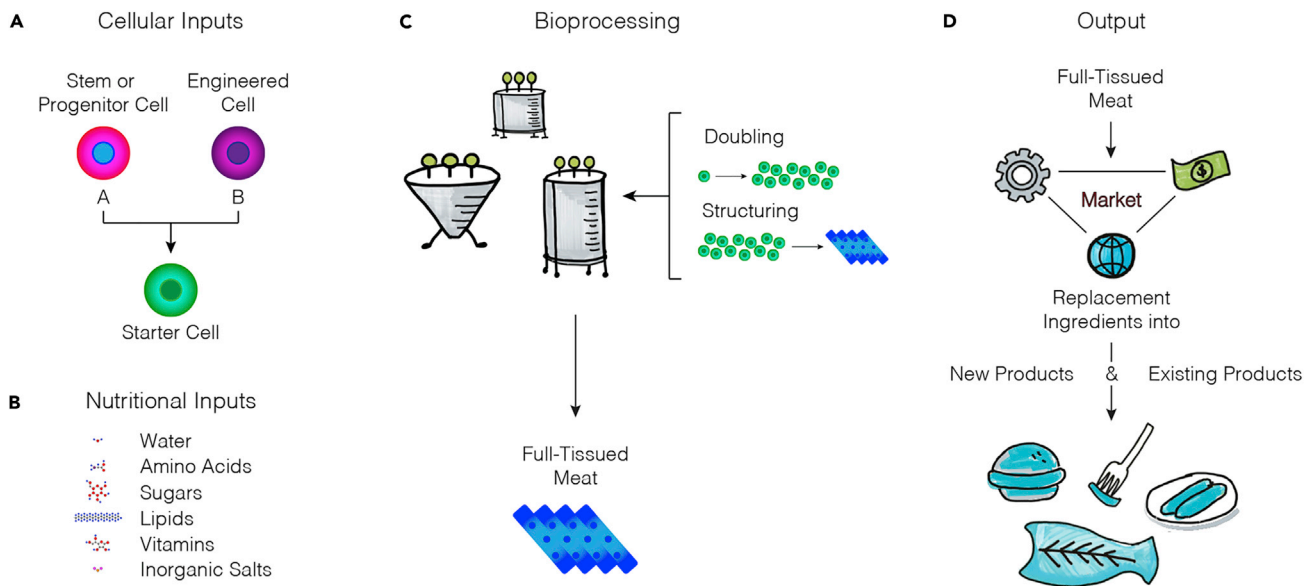 A
Cellular Inputs
Stem or
Progenitor Cell
Engineered
Cell
A
B
Starter Cell
B
Nutritional Inputs
Water
Amino Acids
Sugars
Lipids
Vitamins
Inorganic Salts
C
Bioprocessing
Doubling
Structuring
Full-Tissued
Meat
D
Output
Full-Tissued
Meat
$
Market
Replacement
Ingredients into
New Products & Existing Products